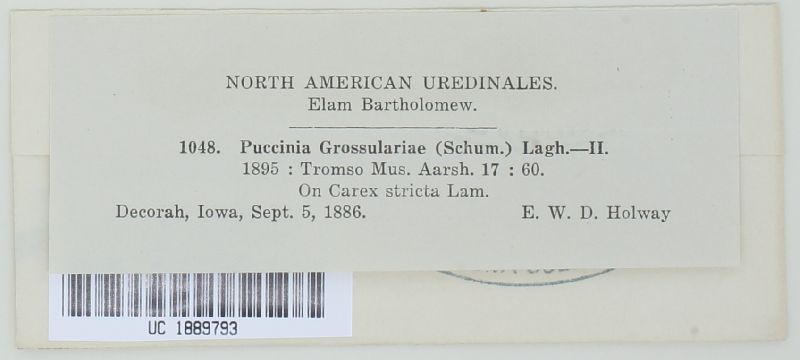 NORTH AMERICAN UREDINALES.
Elam Bartholomew.
1048. Puccinia Grossulariae (Schum.) Lagh.—II.
1895 : Tromso Mus. Aarsh. 17 : 60.
On Carex stricta Lam.
Decorah, Iowa, Sept. 5, 1886. E. W. D. Holway
UC 1889793